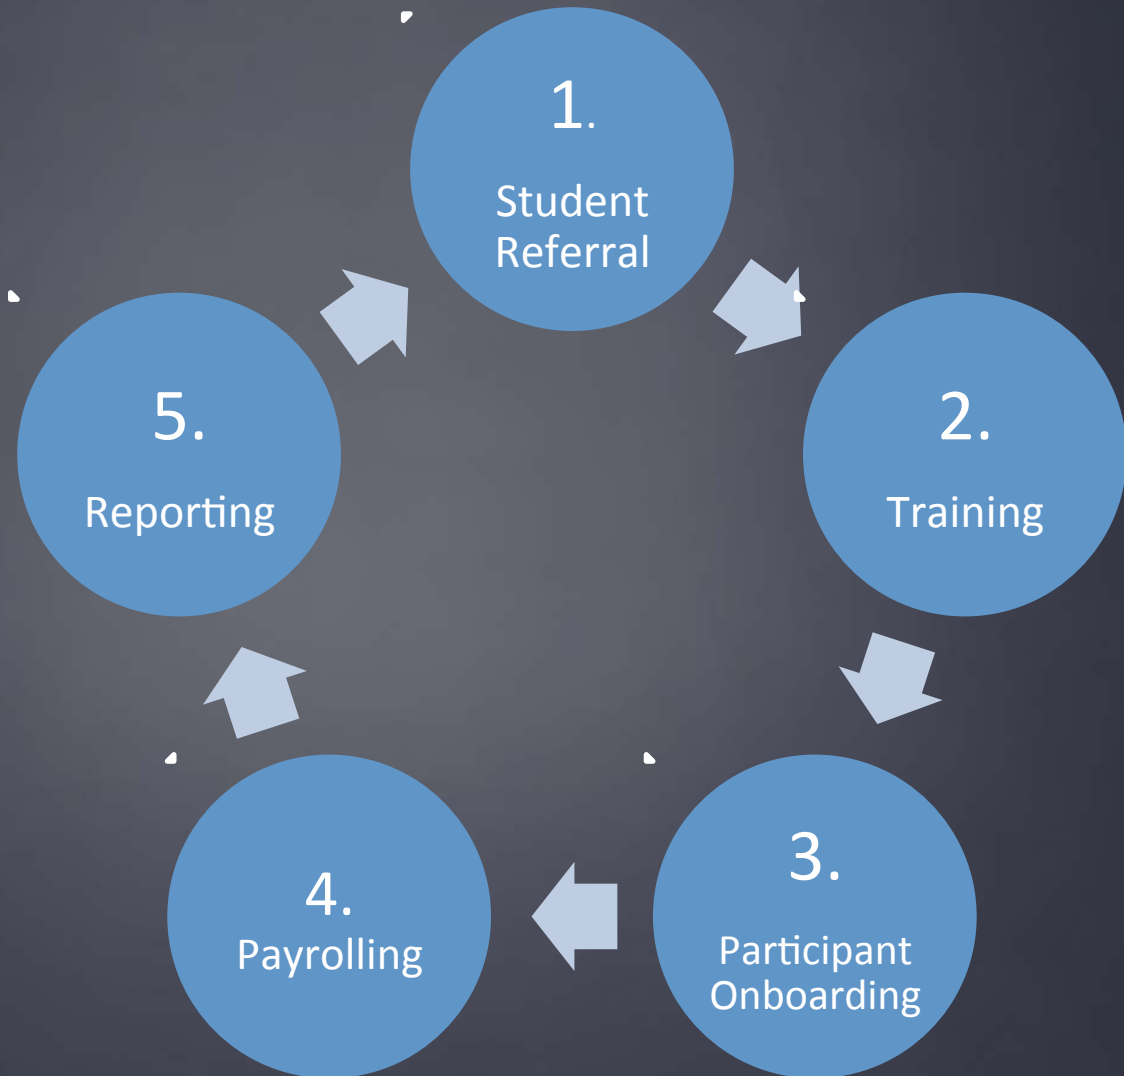 1.
Student
Referral
2.
Training
3.
Participant
Onboarding
4.
Payrolling
5.
Reporting